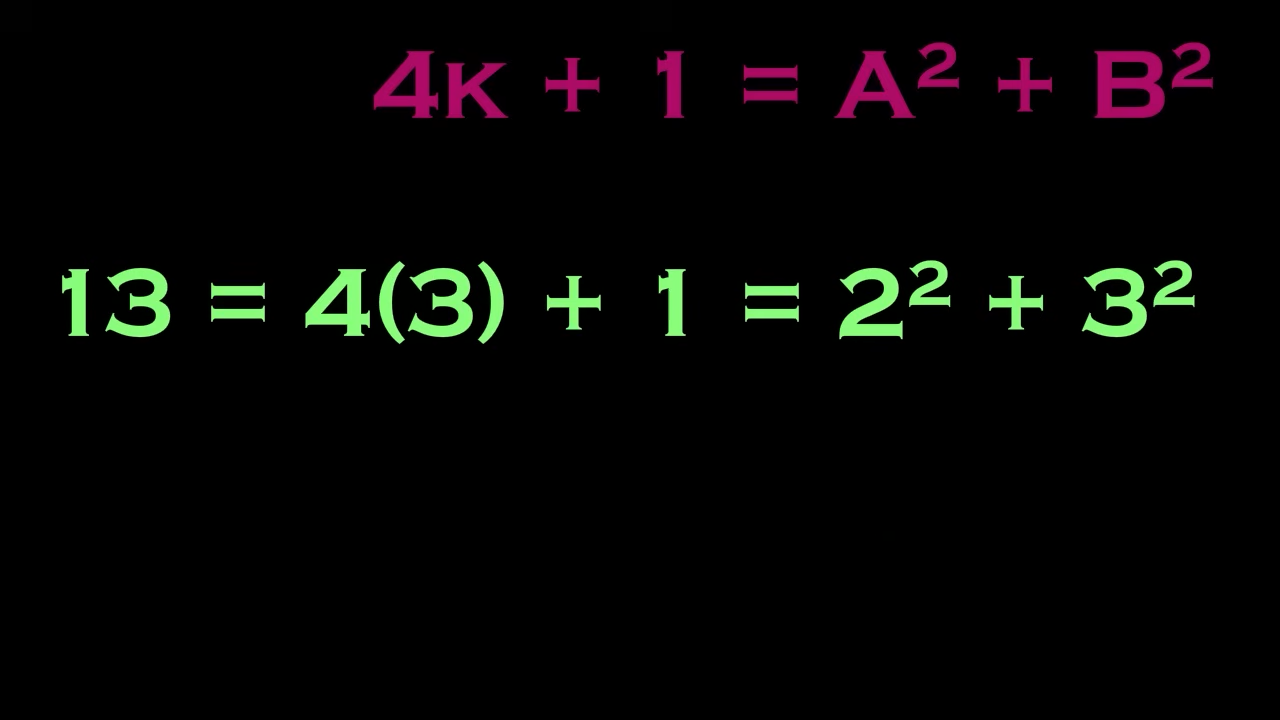 4K + 1 = A² + B²
13 = 4(3) + 1 = 2² + 3²